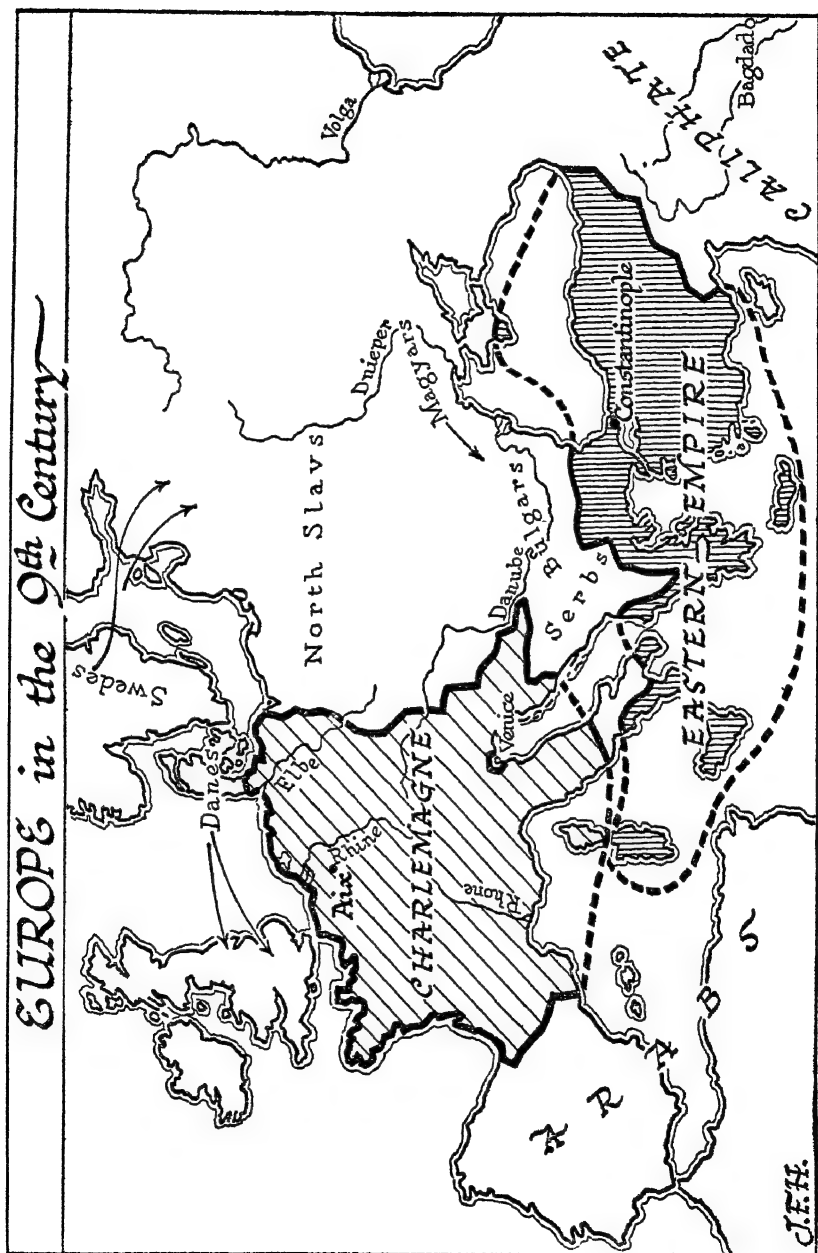 EUROPE in the 9th Century
Swedes
Danes
Volga
North Slavs
Dnieper
Magyars
Elbe
Rhine
Aix
CHARLEMAGNE
Danube
Bulgars
Serbs
Venice
Rhone
Constantinople
EASTERN EMPIRE
CALIPHATE
Bagdad
ARABS
J.F.H.